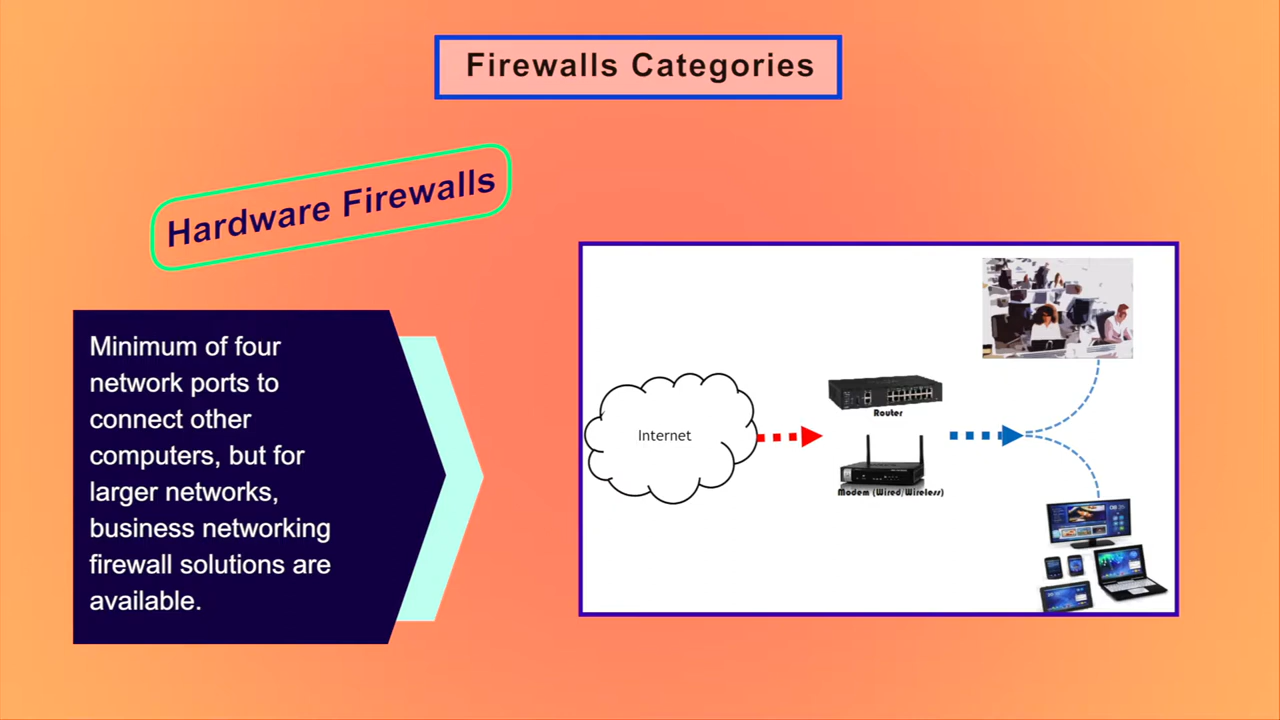 Firewalls Categories
Hardware Firewalls
Minimum of four
network ports to
connect other
computers, but for
larger networks,
business networking
firewall solutions are
available.
Internet
Router
Modem (Wired/Wireless)